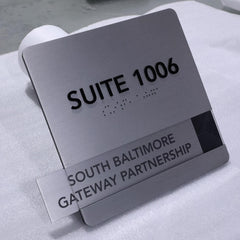 SUITE 1006
SOUTH BALTIMORE
GATEWAY PARTNERSHIP